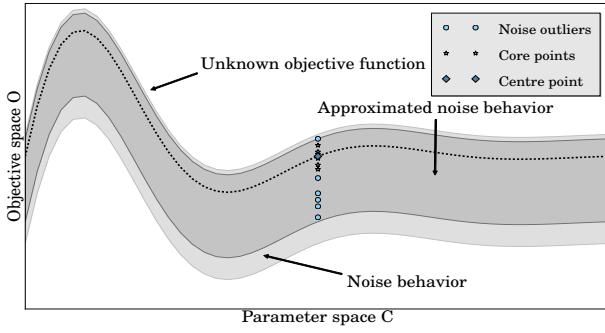 Noise outliers
Core points
Centre point
Unknown objective function
Approximated noise behavior
Noise behavior
Objective space O
Parameter space C